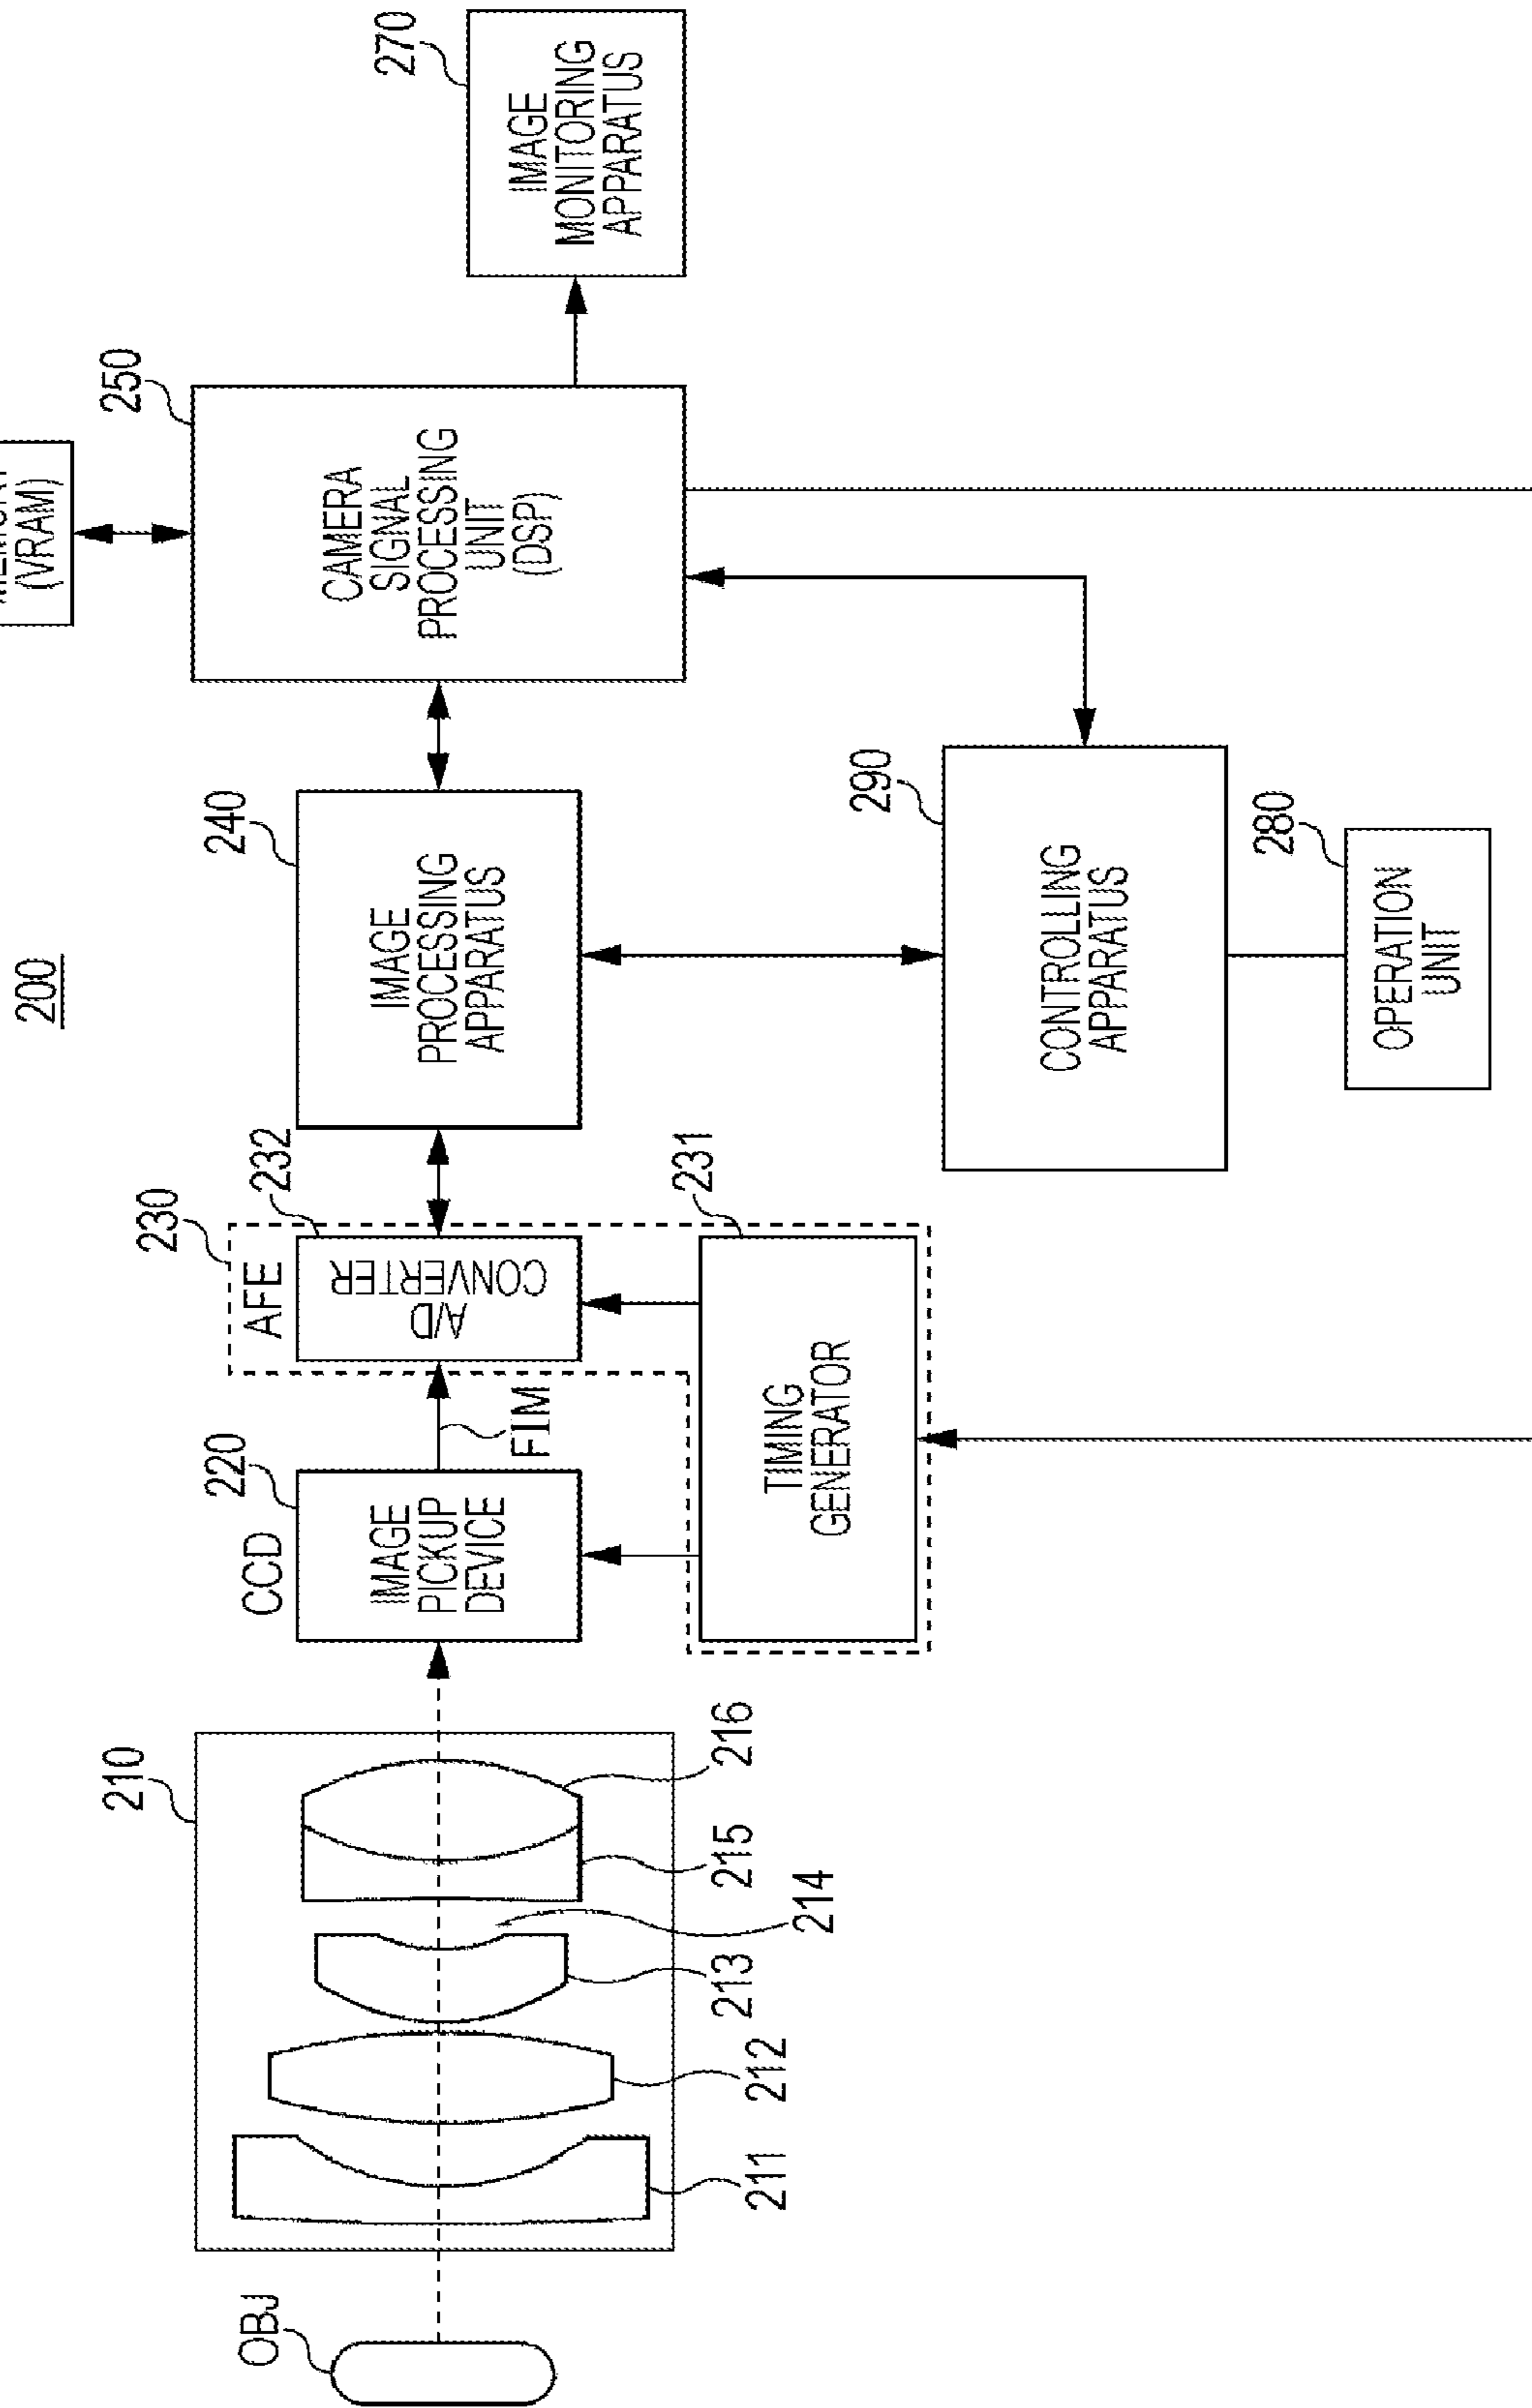 200
OBJ
210
211
212
213
214
215
216
CCD
220
IMAGE
PICKUP
DEVICE
FIM
230
AFE
232
A/D
CONVERTER
231
TIMING
GENERATOR
240
IMAGE
PROCESSING
APPARATUS
290
CONTROLLING
APPARATUS
280
OPERATION
UNIT
250
CAMERA
SIGNAL
PROCESSING
UNIT
(DSP)
(VRAM)
270
IMAGE
MONITORING
APPARATUS